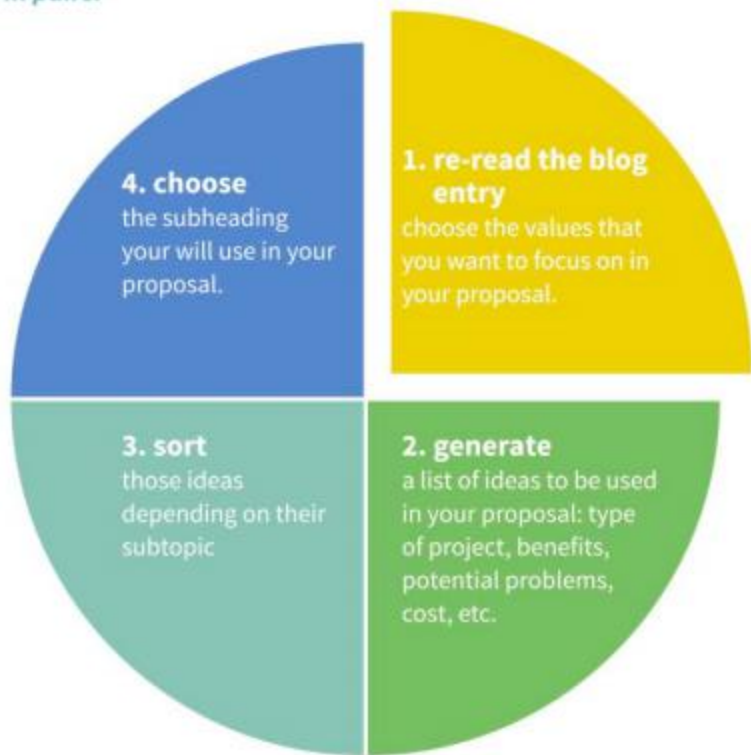 in pairs.
1. re-read the blog
entry
choose the values that
you want to focus on in
your proposal.
2. generate
a list of ideas to be used
in your proposal: type
of project, benefits,
potential problems,
cost, etc.
3. sort
those ideas
depending on their
subtopic
4. choose
the subheading
your will use in your
proposal.